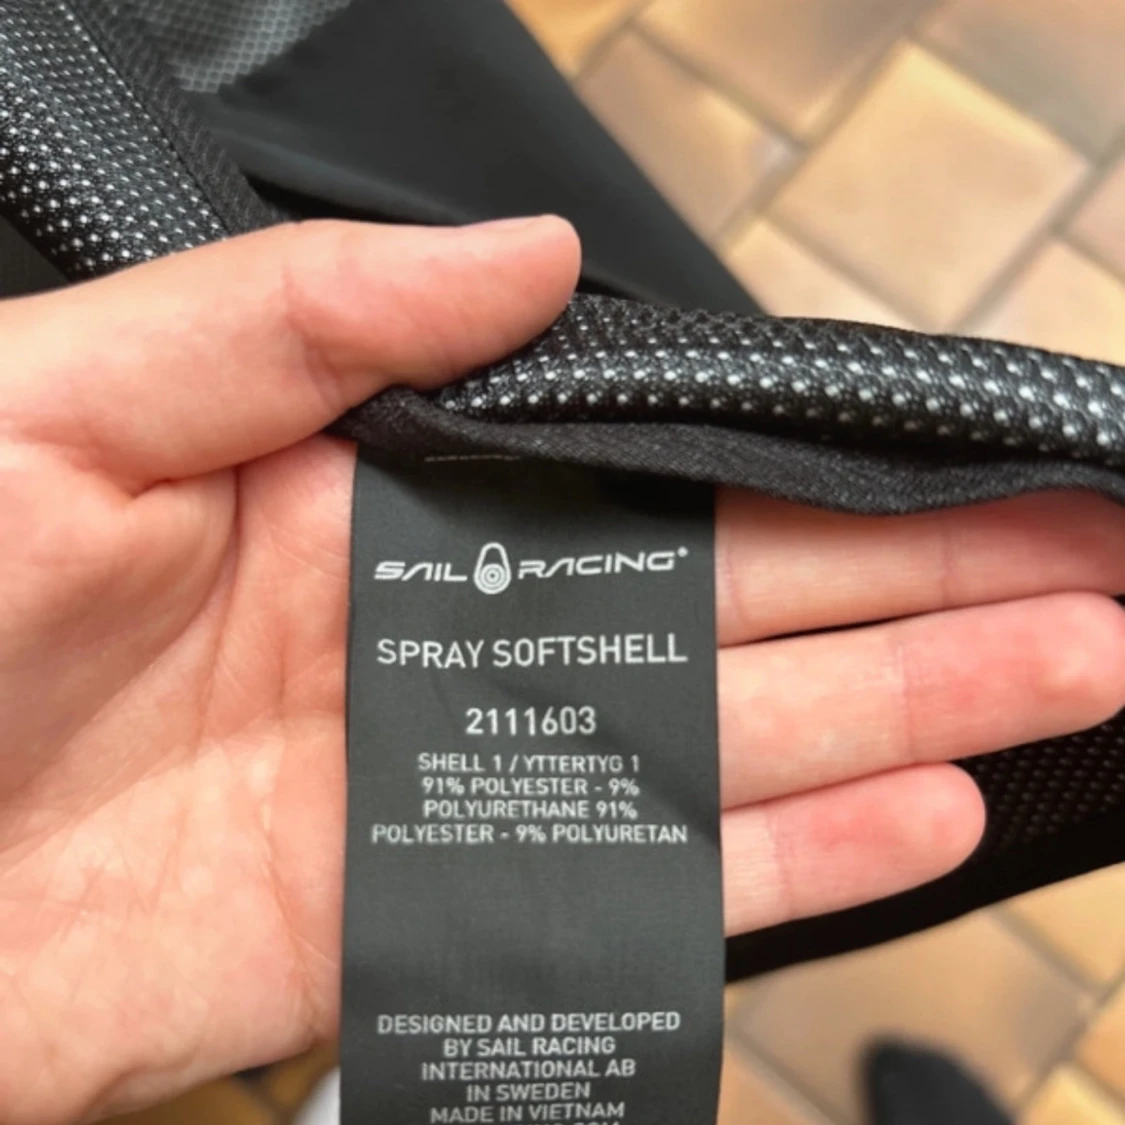 SAIL RACING®
SPRAY SOFTSHELL
2111603
SHELL 1 / YTTERTYG 1
91% POLYESTER - 9%
POLYURETHANE 91%
POLYESTER - 9% POLYURETAN
DESIGNED AND DEVELOPED
BY SAIL RACING
INTERNATIONAL AB
IN SWEDEN
MADE IN VIETNAM